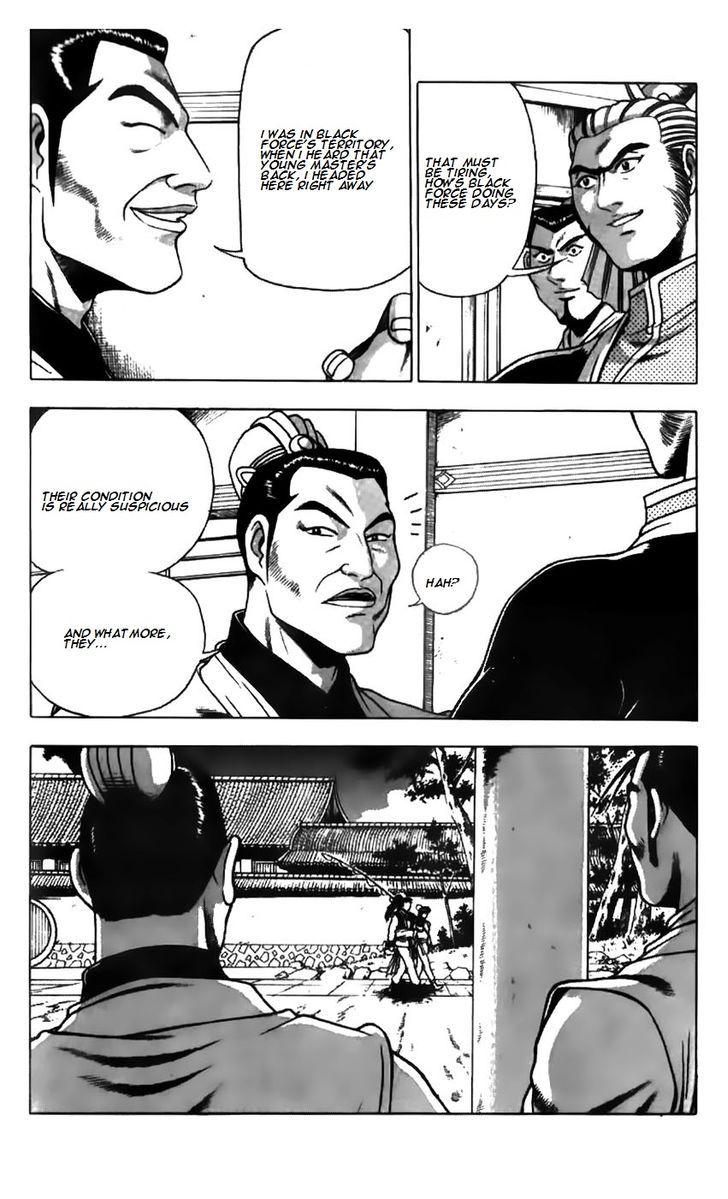 I WAS IN BLACK
FORCE'S TERRITORY,
WHEN I HEARD THAT
YOUNG MASTER'S
BACK, I HEADED
HERE RIGHT AWAY
THAT MUST
BE TIRING,
HOW'S BLACK
FORCE DOING
THESE DAYS?
THEIR CONDITION
IS REALLY SUSPICIOUS
HAH?
AND WHAT MORE,
THEY...